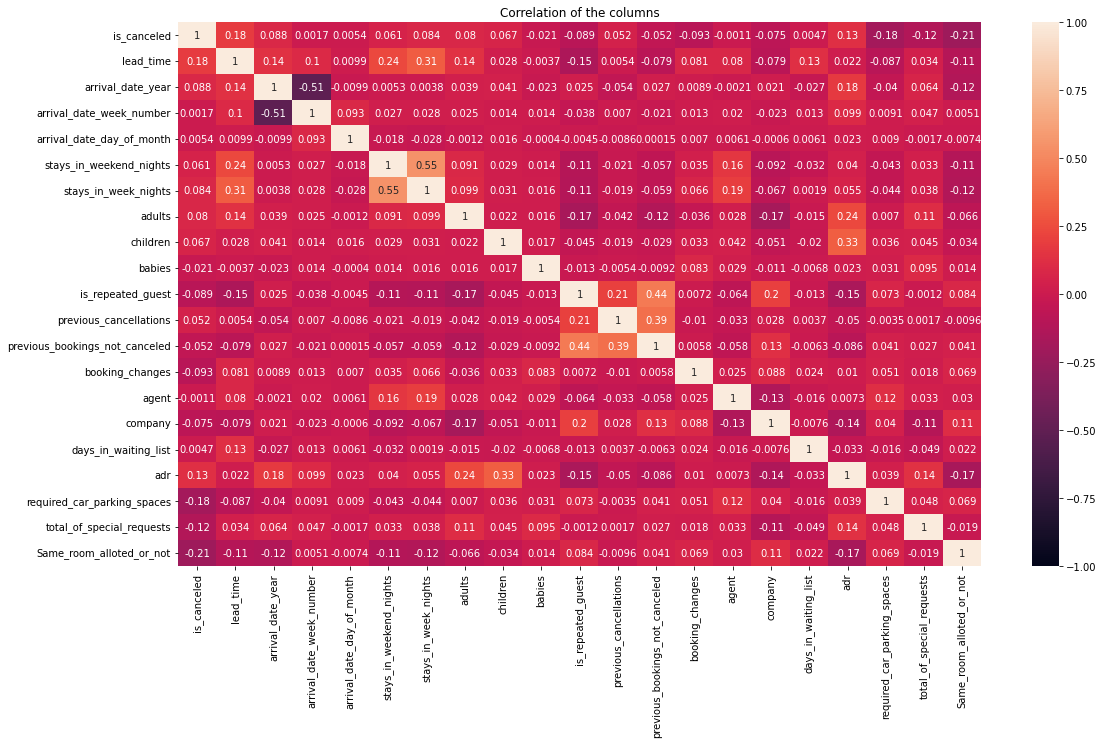 Correlation of the columns
is_canceled 1 0.18 0.088 0.0017 0.0054 0.061 0.084 0.08 0.067 -0.021 -0.089 0.052 -0.052 -0.093 -0.0011 -0.075 0.0047 0.13 -0.18 -0.12 -0.21
lead_time 0.18 1 0.14 0.1 0.0099 0.24 0.31 0.14 0.028 -0.0037 -0.15 0.0054 -0.079 0.081 0.08 -0.079 0.13 0.022 -0.087 0.034 -0.11
arrival_date_year 0.088 0.14 1 -0.51 -0.0099 0.0053 0.0038 0.039 0.041 -0.023 0.025 -0.054 0.027 0.0089 -0.0021 0.021 -0.027 0.18 -0.04 0.064 -0.12
arrival_date_week_number 0.0017 0.1 -0.51 1 0.093 0.027 0.028 0.025 0.014 0.014 -0.038 0.007 -0.021 0.013 0.02 -0.023 0.013 0.099 0.0091 0.047 0.0051
arrival_date_day_of_month 0.0054 0.0099 -0.0099 0.093 1 -0.018 -0.028 -0.0012 0.016 -0.0004 -0.0045 -0.0086 0.00015 0.007 0.0061 -0.0006 0.0061 0.023 0.009 -0.0017 -0.0074
stays_in_weekend_nights 0.061 0.24 0.0053 0.027 -0.018 1 0.55 0.091 0.029 0.014 -0.11 -0.021 -0.057 0.035 0.16 -0.092 -0.032 0.04 -0.043 0.033 -0.11
stays_in_week_nights 0.084 0.31 0.0038 0.028 -0.028 0.55 1 0.099 0.031 0.016 -0.11 -0.019 -0.059 0.066 0.19 -0.067 0.0019 0.055 -0.044 0.038 -0.12
adults 0.08 0.14 0.039 0.025 -0.0012 0.091 0.099 1 0.022 0.016 -0.17 -0.042 -0.12 -0.036 0.028 -0.17 -0.015 0.24 0.007 0.11 -0.066
children 0.067 0.028 0.041 0.014 0.016 0.029 0.031 0.022 1 0.017 -0.045 -0.019 -0.029 0.033 0.042 -0.051 -0.02 0.33 0.036 0.045 -0.034
babies -0.021 -0.0037 -0.023 0.014 -0.0004 0.014 0.016 0.016 0.017 1 -0.013 -0.0054 -0.0092 0.083 0.029 -0.011 -0.0068 0.023 0.031 0.095 0.014
is_repeated_guest -0.089 -0.15 0.025 -0.038 -0.0045 -0.11 -0.11 -0.17 -0.045 -0.013 1 0.21 0.44 0.0072 -0.064 0.2 -0.013 -0.15 0.073 -0.0012 0.084
previous_cancellations 0.052 0.0054 -0.054 0.007 -0.0086 -0.021 -0.019 -0.042 -0.019 -0.0054 0.21 1 0.39 -0.01 -0.033 0.028 0.0037 -0.05 -0.0035 0.0017 -0.0096
previous_bookings_not_canceled -0.052 -0.079 0.027 -0.021 0.00015 -0.057 -0.059 -0.12 -0.029 -0.0092 0.44 0.39 1 0.0058 -0.058 0.13 -0.0063 -0.086 0.041 0.027 0.041
booking_changes -0.093 0.081 0.0089 0.013 0.007 0.035 0.066 -0.036 0.033 0.083 0.0072 -0.01 0.0058 1 0.025 0.088 0.024 0.01 0.051 0.018 0.069
agent -0.0011 0.08 -0.0021 0.02 0.0061 0.16 0.19 0.028 0.042 0.029 -0.064 -0.033 -0.058 0.025 1 -0.13 -0.016 0.0073 0.12 0.033 0.03
company -0.075 -0.079 0.021 -0.023 -0.0006 -0.092 -0.067 -0.17 -0.051 -0.011 0.2 0.028 0.13 0.088 -0.13 1 -0.0076 -0.14 0.04 -0.11 0.11
days_in_waiting_list 0.0047 0.13 -0.027 0.013 0.0061 -0.032 0.0019 -0.015 -0.02 -0.0068 -0.013 0.0037 -0.0063 0.024 -0.016 -0.0076 1 -0.033 -0.016 -0.049 0.022
adr 0.13 0.022 0.18 0.099 0.023 0.04 0.055 0.24 0.33 0.023 -0.15 -0.05 -0.086 0.01 0.0073 -0.14 -0.033 1 0.039 0.14 -0.17
required_car_parking_spaces -0.18 -0.087 -0.04 0.0091 0.009 -0.043 -0.044 0.007 0.036 0.031 0.073 -0.0035 0.041 0.051 0.12 0.04 -0.016 0.039 1 0.048 0.069
total_of_special_requests -0.12 0.034 0.064 0.047 -0.0017 0.033 0.038 0.11 0.045 0.095 -0.0012 0.0017 0.027 0.018 0.033 -0.11 -0.049 0.14 0.048 1 -0.019
Same_room_alloted_or_not -0.21 -0.11 -0.12 0.0051 -0.0074 -0.11 -0.12 -0.066 -0.034 0.014 0.084 -0.0096 0.041 0.069 0.03 0.11 0.022 -0.17 0.069 -0.019 1
is_canceled
lead_time
arrival_date_year
arrival_date_week_number
arrival_date_day_of_month
stays_in_weekend_nights
stays_in_week_nights
adults
children
babies
is_repeated_guest
previous_cancellations
previous_bookings_not_canceled
booking_changes
agent
company
days_in_waiting_list
adr
required_car_parking_spaces
total_of_special_requests
Same_room_alloted_or_not
1.00
0.75
0.50
0.25
0.00
-0.25
-0.50
-0.75
-1.00